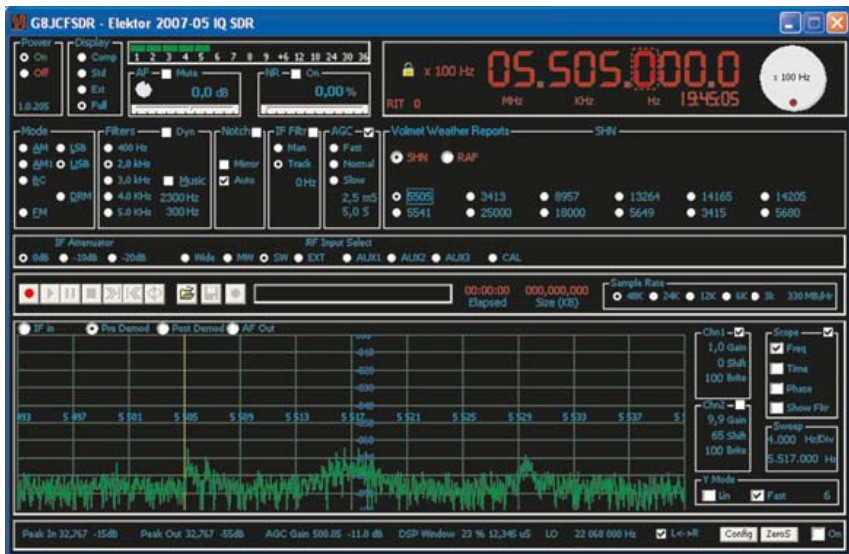 G8JCFSDR - Elektor 2007-05 IQ SDR
Power
On
Off
1.0.205
Display
Comp
Std
Ext
Full
1 2 3 4 5 6 7 8 9 +6 12 18 24 30 36
AF Mute
0,0 dB
NR On
0,00 %
x 100 Hz
05.505.000.0
MHz KHz Hz
RIT 0
19:45:05
x 100 Hz
Mode
AM LSB
AM1 USB
BC
DRM
FM
Filters Dyn
400 Hz
2,0 kHz
3,0 kHz Music
4.0 KHz 2300 Hz
5.0 KHz 300 Hz
Notch
Mirror
Auto
IF Filtr
Man
Track
0 Hz
AGC
Fast
Normal
Slow
2,5 mS
5,0 S
Volmet Weather Reports SHN
SHN RAF
5505 3413 8957 13264 14165 14205
5541 25000 18000 5649 3415 5680
IF Attenuator RF Input Select
0dB -10dB -20dB Wide MW SW EXT AUX1 AUX2 AUX3 CAL
00:00:00 000,000,000
Elapsed Size (KB)
Sample Rate
48K 24K 12K 6K 3k 330 MB/Hr
IF in Pre Demod Post Demod AF Out
-010
-020
-030
-040
493 5 497 5 501 5 505 5 509 5 513 5 517 5 521 5 525 5 529 5 533 5 537 5
-060
-070
-080
Chn1
1,0 Gain
0 Shift
100 Brite
Chn2
9,9 Gain
65 Shift
100 Brite
Scope
Freq
Time
Phase
Show Fltr
Sweep
4.000 Hz/Div
5.517.000 Hz
Y Mode
Lin Fast 6
Peak In 32,767 -15dB Peak Out 32,767 -55dB AGC Gain 500.05 -11.0 dB DSP Window 23 % 12,345 uS LO 22 068 000 Hz L<->R Config ZeroS On